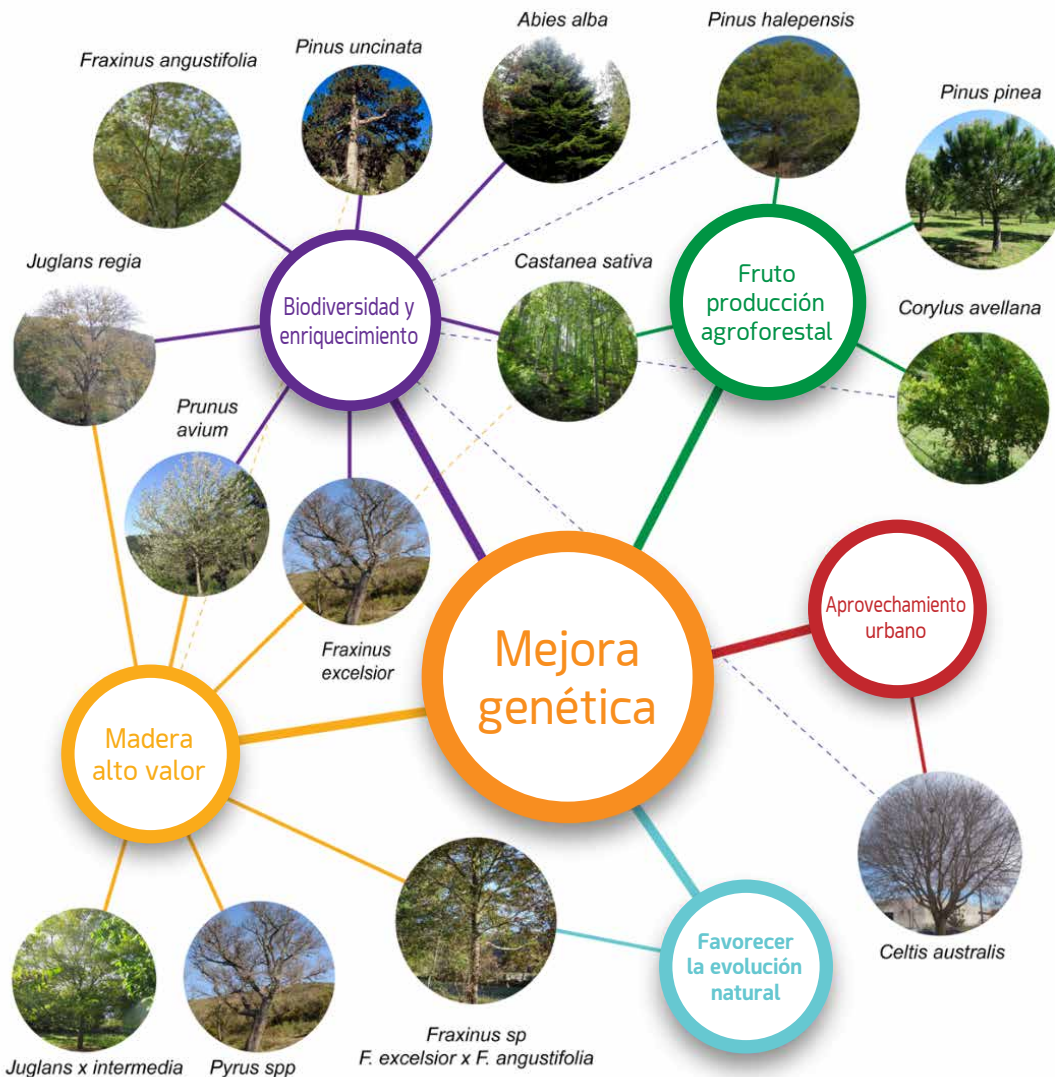 Abies alba
Pinus halepensis
Pinus uncinata
Fraxinus angustifolia
Pinus pinea
Juglans regia
Castanea sativa
Fruto
producción
agroforestal
Biodiversidad y
enriquecimiento
Corylus avellana
Prunus
avium
Aprovechamiento
urbano
Fraxinus
excelsior
Mejora
genética
Madera
alto valor
Favorecer
la evolución
natural
Celtis australis
Fraxinus sp
F. excelsior x F. angustifolia
Juglans x intermedia
Pyrus spp